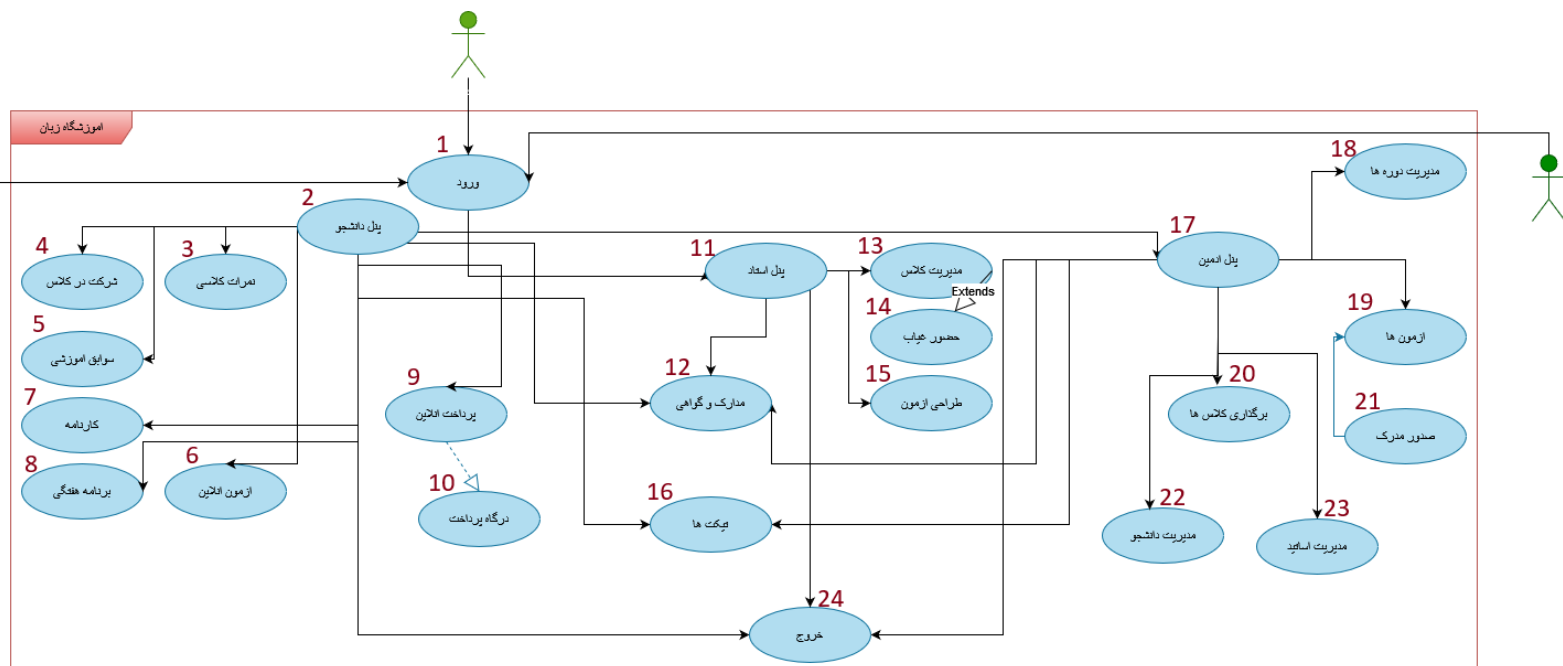 اموزشگاه زبان
1
ورود
2
پنل دانشجو
3
نمرات کلاسی
4
شرکت در کلاس
5
سوابق اموزشی
6
ازمون انلاین
7
کارنامه
8
برنامه هفتگی
9
پرداخت انلاین
10
درگاه پرداخت
11
پنل استاد
12
مدارک و گواهی
13
مدیریت کلاس
Extends
14
حضور غیاب
15
طراحی ازمون
16
تیکت ها
17
پنل ادمین
18
مدیریت دوره ها
19
ازمون ها
20
برگذاری کلاس ها
21
صدور مدرک
22
مدیریت دانشجو
23
مدیریت اساتید
24
خروج